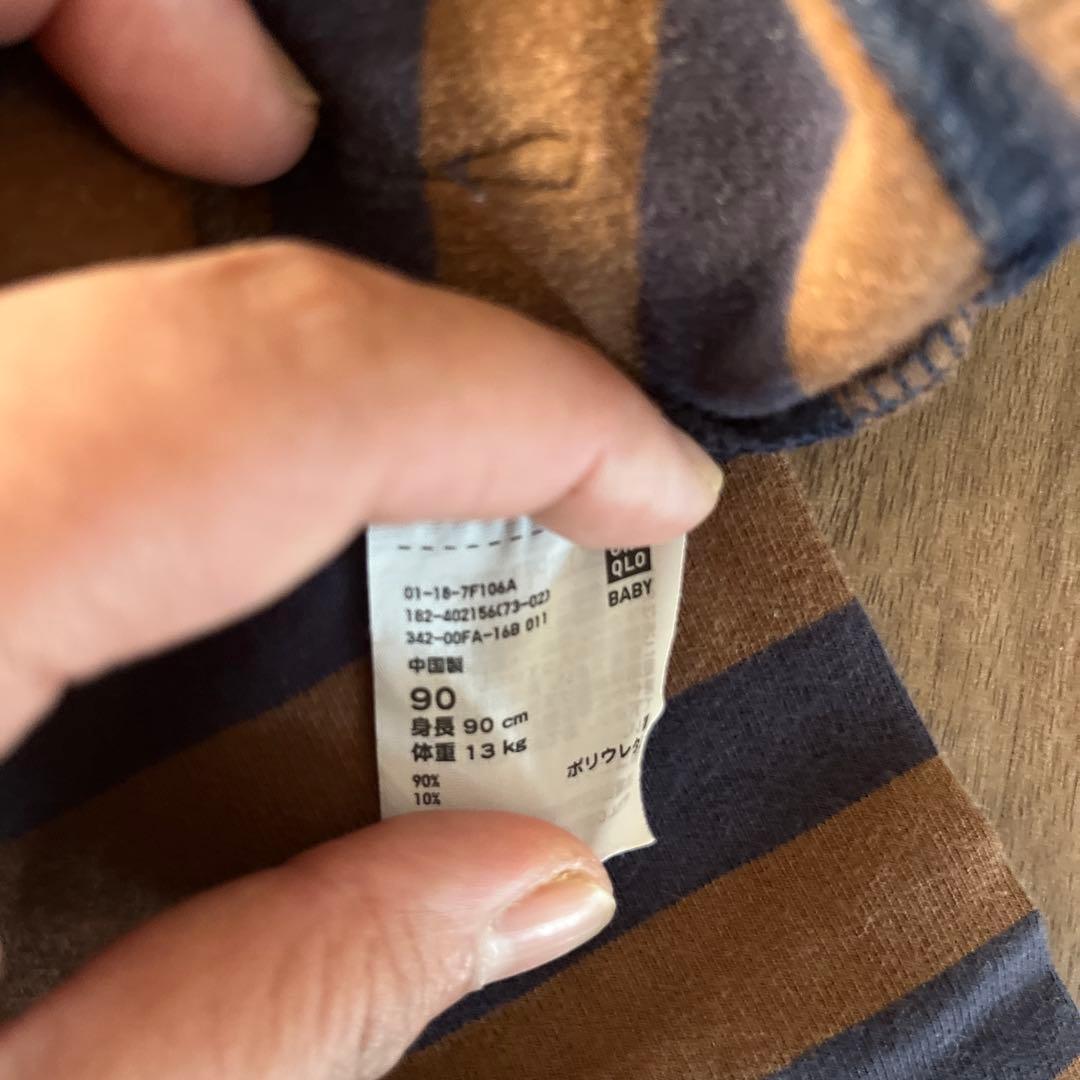 QLO
BABY
01-18-7F106A
182-402156(73-02)
342-00FA-16B 011
中国製
90
身長 90 cm
体重 13 kg
90%
10%
ポリウレタ